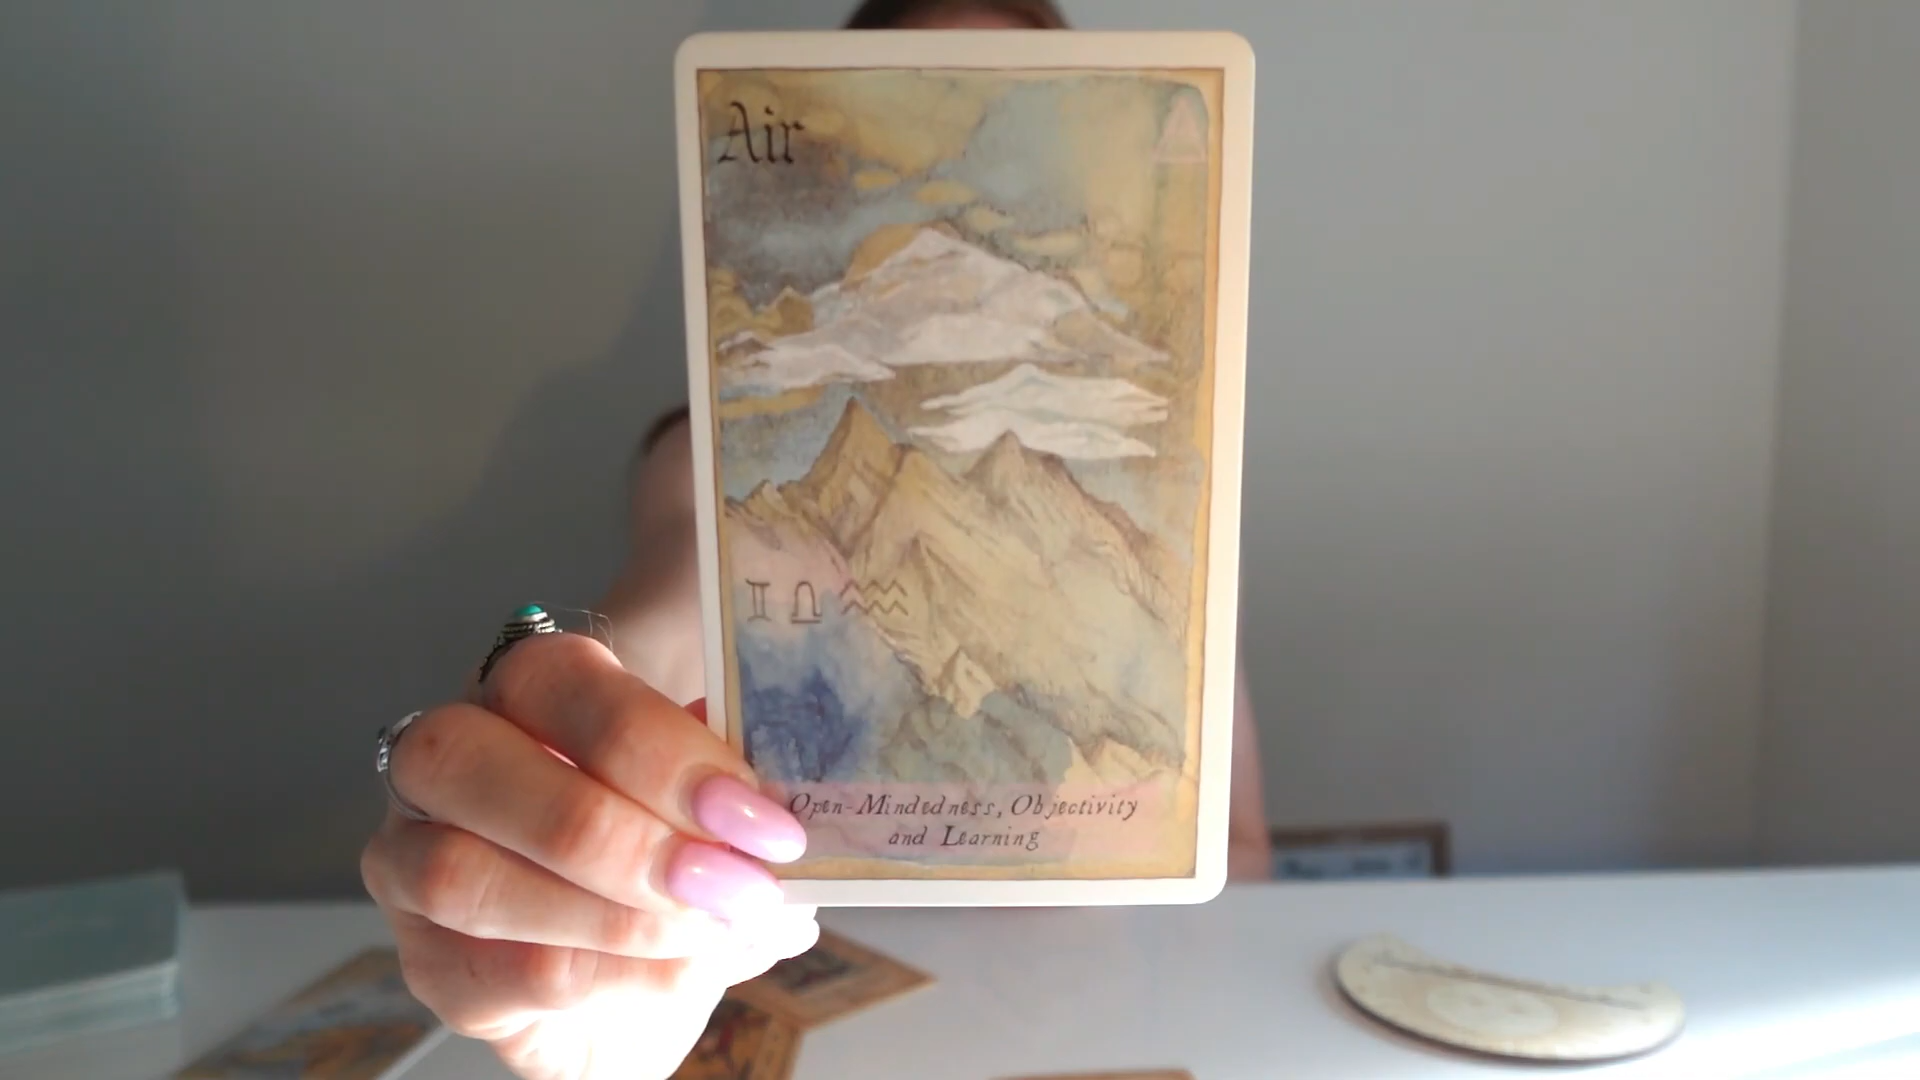 Air
♊ ♎ ♒
Open-Mindedness, Objectivity
and Learning